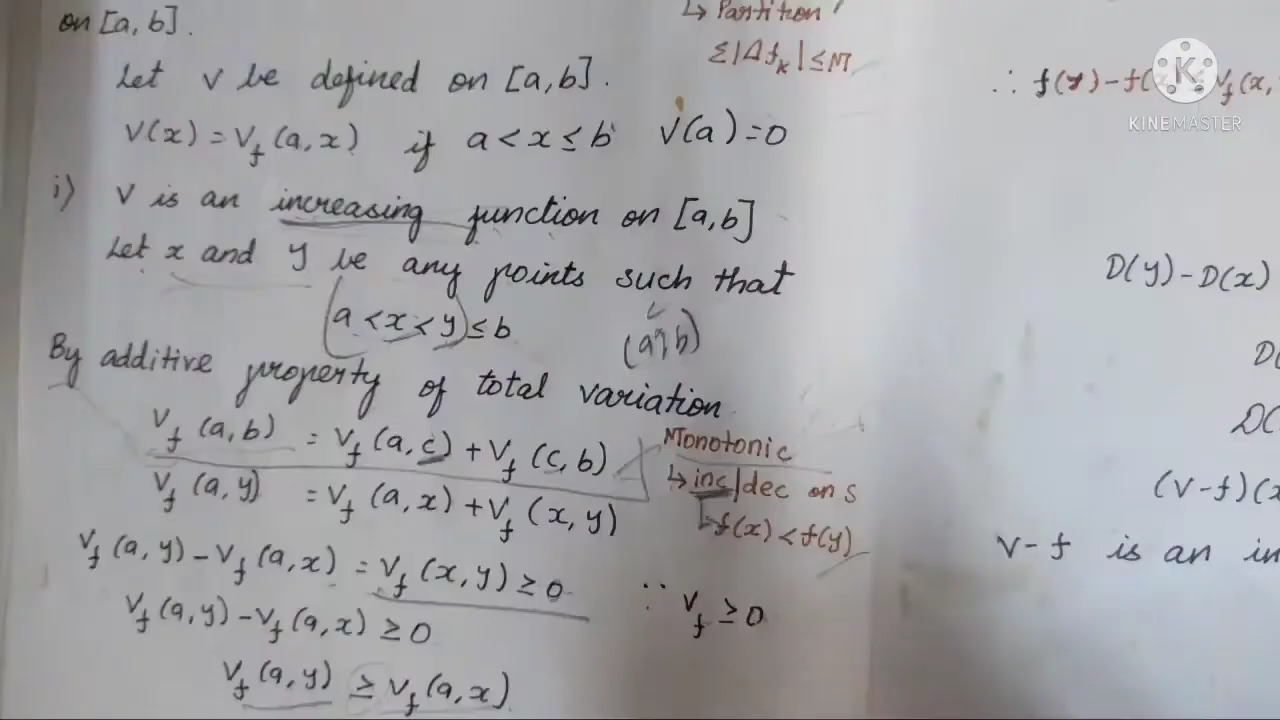 on [a, b].
↳ Partition
Σ|Δf_k| ≤ M
Let V be defined on [a, b].
V(x) = V_f (a, x) if a < x ≤ b V(a) = 0
i) V is an increasing function on [a, b]
Let x and y be any points such that
a < x < y ≤ b
By additive property of total variation
V_f (a, b) = V_f (a, c) + V_f (c, b)
V_f (a, y) = V_f (a, x) + V_f (x, y)
Monotonic
↳ inc/dec on S
↳ f(x) < f(y)
V_f (a, y) - V_f (a, x) = V_f (x, y) ≥ 0
∵ V_f ≥ 0
V_f (a, y) - V_f (a, x) ≥ 0
V_f (a, y) ≥ V_f (a, x)
∴ f(y) - f( V_f (x,
KINEMASTER
D(y) - D(x)
D(
D(
(V-f)(x
V-f is an in